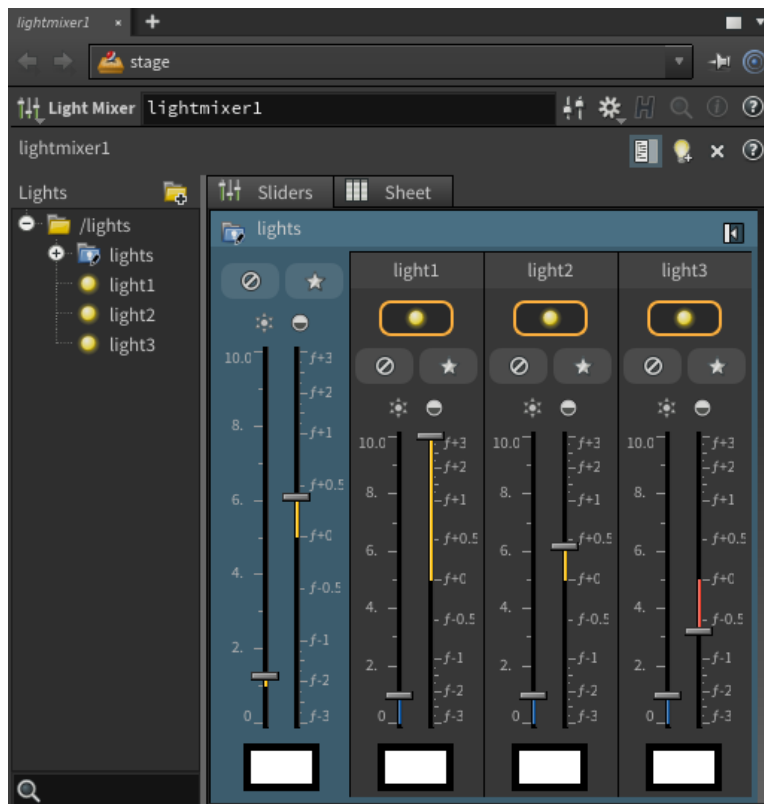 lightmixer1 × +
stage
Light Mixer lightmixer1
lightmixer1
Lights
Sliders
Sheet
/lights
lights
light1
light2
light3
lights
10.0
8.
6.
4.
2.
0
f+3
f+2
f+1
f+0.5
f+0
f-0.5
f-1
f-2
f-3
light1
10.0
8.
6.
4.
2.
0
f+3
f+2
f+1
f+0.5
f+0
f-0.5
f-1
f-2
f-3
light2
10.0
8.
6.
4.
2.
0
f+3
f+2
f+1
f+0.5
f+0
f-0.5
f-1
f-2
f-3
light3
10.0
8.
6.
4.
2.
0
f+3
f+2
f+1
f+0.5
f+0
f-0.5
f-1
f-2
f-3